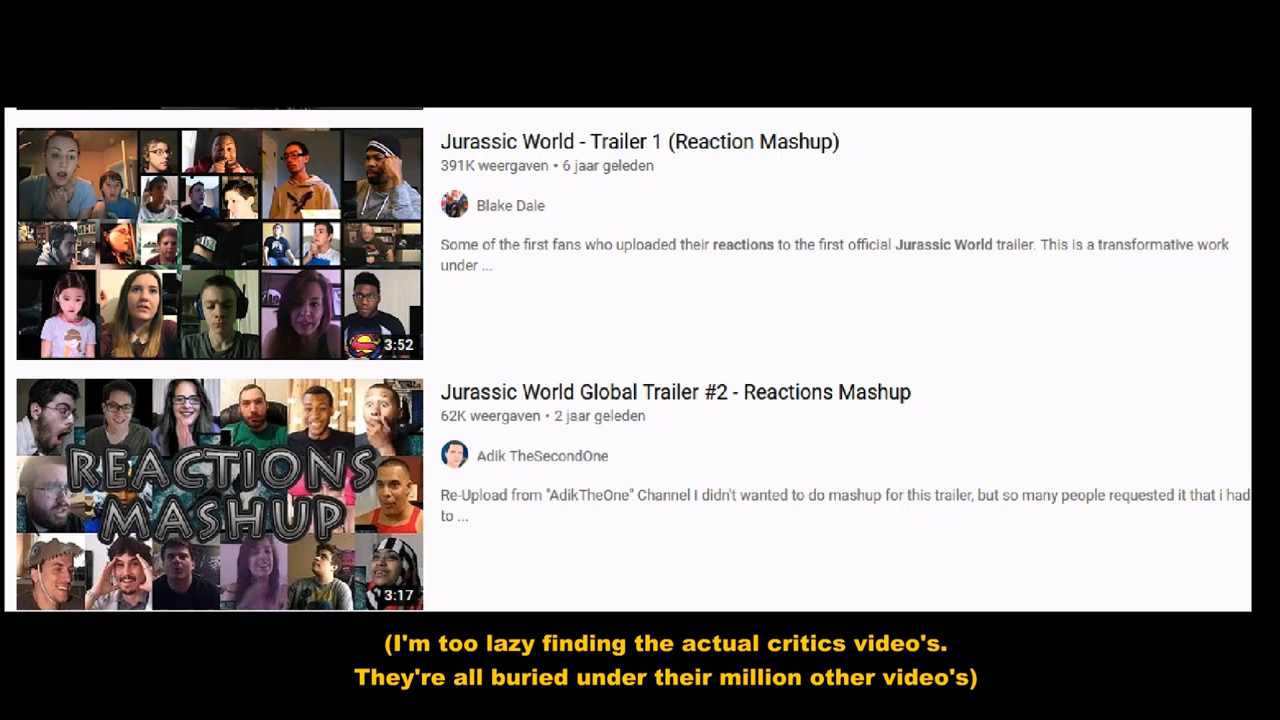 Jurassic World - Trailer 1 (Reaction Mashup)
391K weergaven • 6 jaar geleden
Blake Dale
Some of the first fans who uploaded their reactions to the first official Jurassic World trailer. This is a transformative work
under ...
3:52
Jurassic World Global Trailer #2 - Reactions Mashup
62K weergaven • 2 jaar geleden
Adik TheSecondOne
Re-Upload from "AdikTheOne" Channel I didn't wanted to do mashup for this trailer, but so many people requested it that i had
to ...
REACTIONS
MASHUP
3:17
(I'm too lazy finding the actual critics video's.
They're all buried under their million other video's)